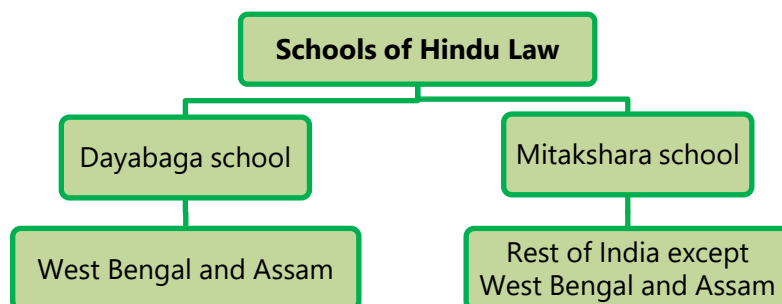 Schools of Hindu Law
Dayabaga school
Mitakshara school
West Bengal and Assam
Rest of India except
West Bengal and Assam